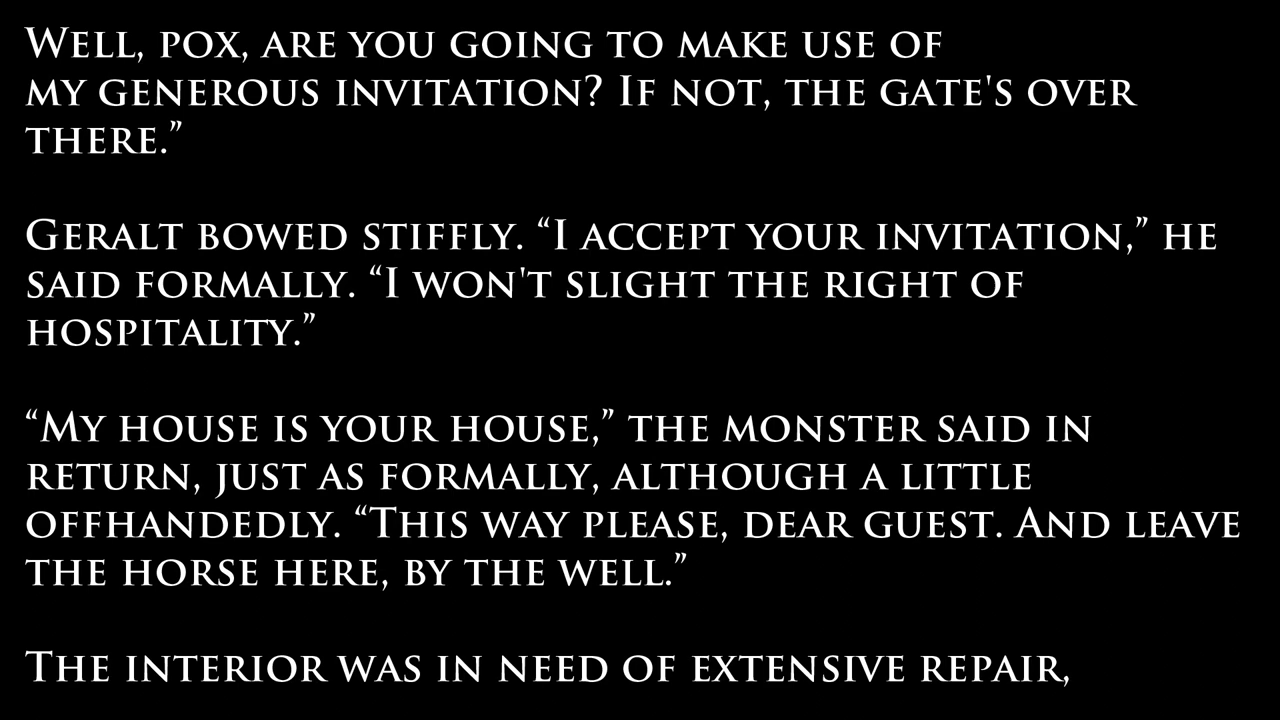 Well, pox, are you going to make use of
my generous invitation? If not, the gate's over
there.”
Geralt bowed stiffly. “I accept your invitation,” he
said formally. “I won't slight the right of
hospitality.”
“My house is your house,” the monster said in
return, just as formally, although a little
offhandedly. “This way please, dear guest. And leave
the horse here, by the well.”
The interior was in need of extensive repair,